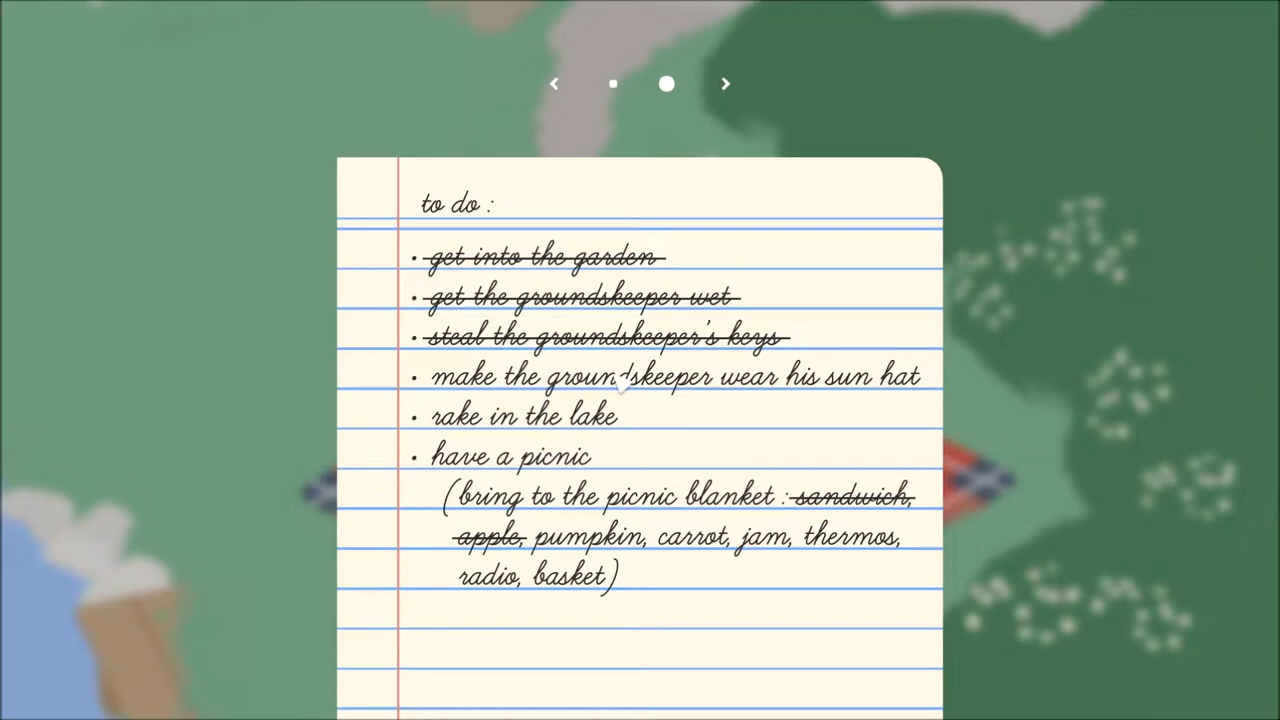 to do :
• get into the garden
• get the groundskeeper wet
• steal the groundskeeper's keys
• make the groundskeeper wear his sun hat
• rake in the lake
• have a picnic
(bring to the picnic blanket : sandwich,
apple, pumpkin, carrot, jam, thermos,
radio, basket)